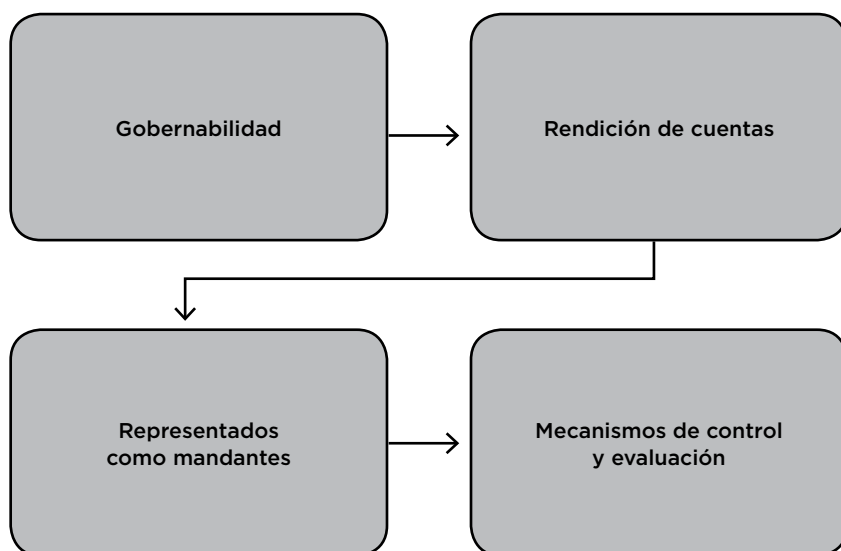 Gobernabilidad
Rendición de cuentas
Representados
como mandantes
Mecanismos de control
y evaluación